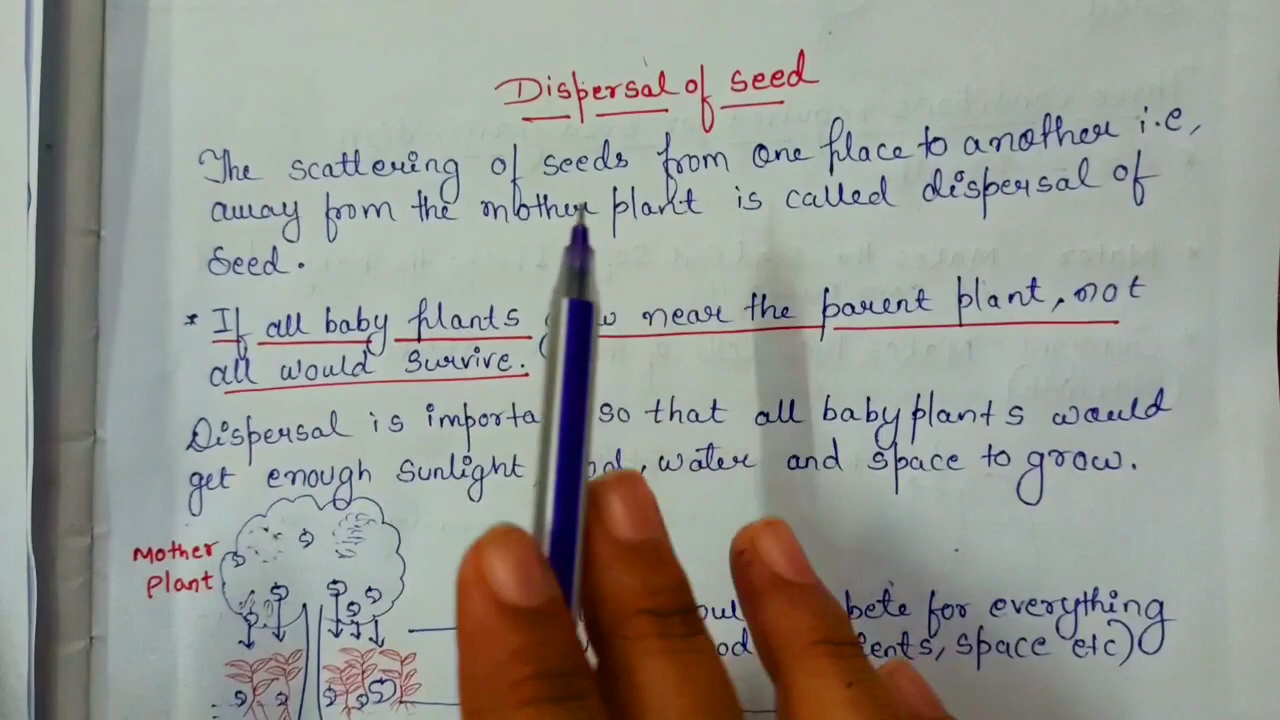 Dispersal of seed
The scattering of seeds from one place to another i.e,
away from the mother plant is called dispersal of
seed.
* If all baby plants near the parent plant, not
all would survive.
Dispersal is so that all baby plants would
get enough sunlight water and space to grow.
Mother
plant
for everything
space etc)